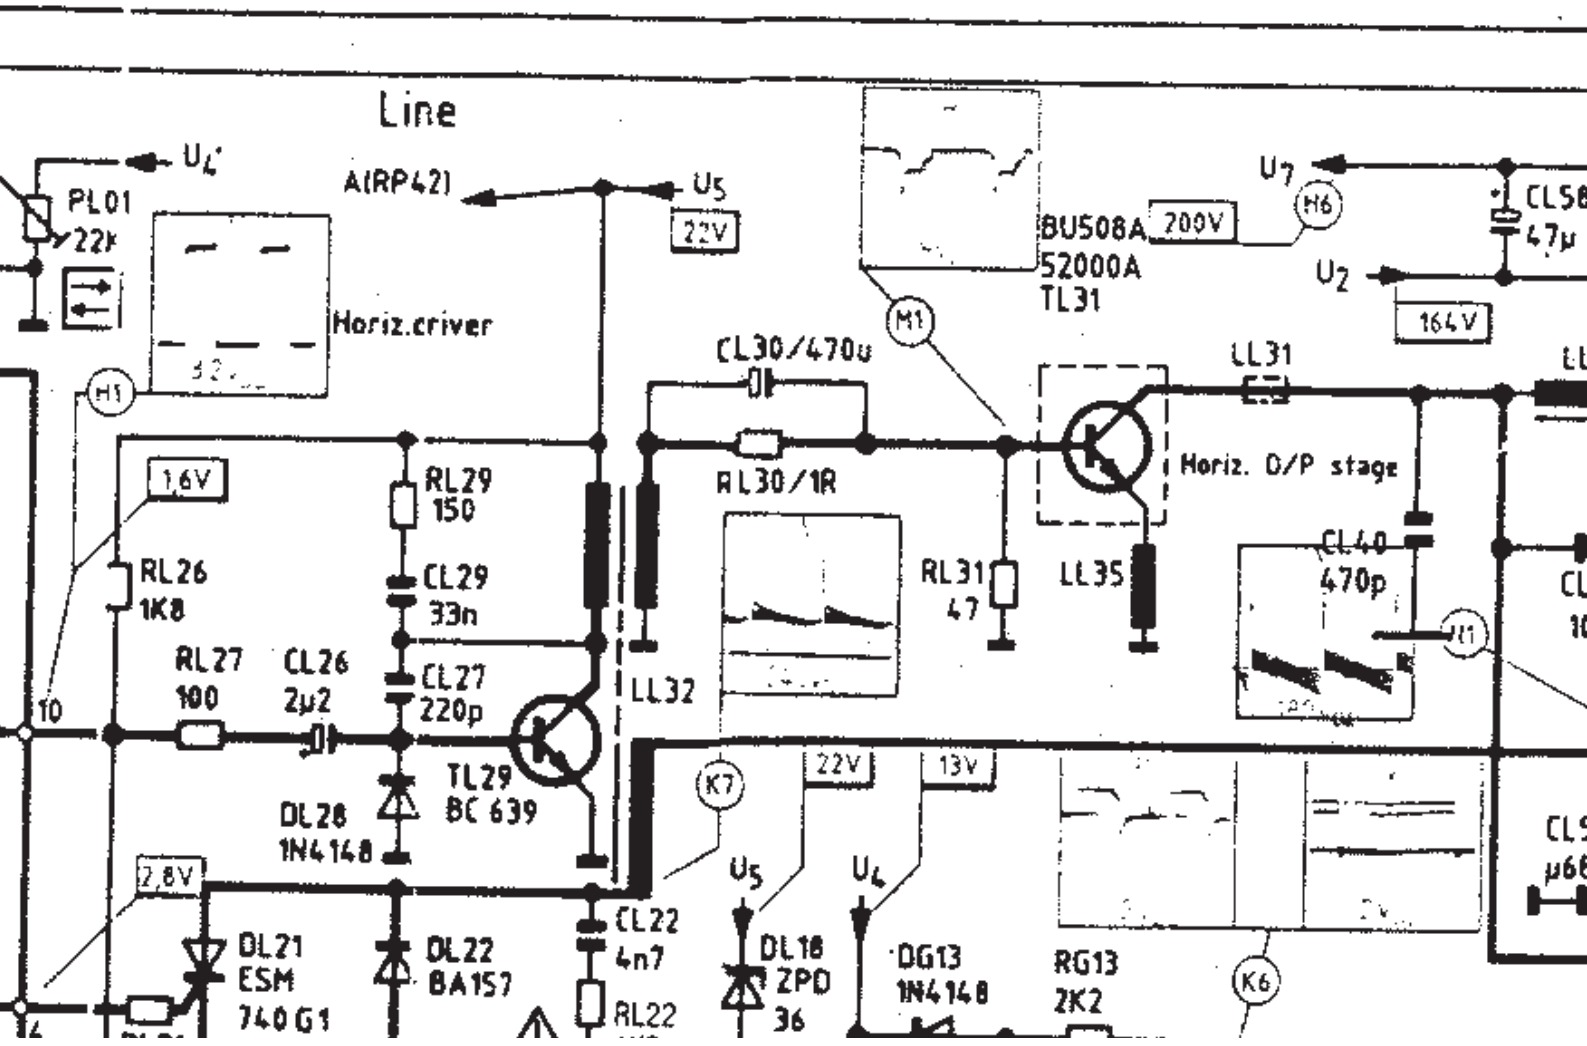 Line
U4
A(RP42)
U5
22V
PL01
22K
Horiz.criver
H5
BU508A
52000A
TL31
200V
U7
H6
CL58
47µ
U2
164V
M1
CL30/470u
LL31
1,6V
RL29
150
RL30/1R
Horiz. O/P stage
RL26
1K8
CL29
33n
RL31
47
LL35
CL40
470p
RL27
100
CL26
2µ2
CL27
220p
LL32
10
TL29
BC 639
K7
22V
13V
DL28
1N4148
U5
U4
2,8V
DL21
ESM
740 G1
DL22
BA157
CL22
4n7
RL22
DL18
ZPD
36
DG13
1N4148
RG13
2K2
K6